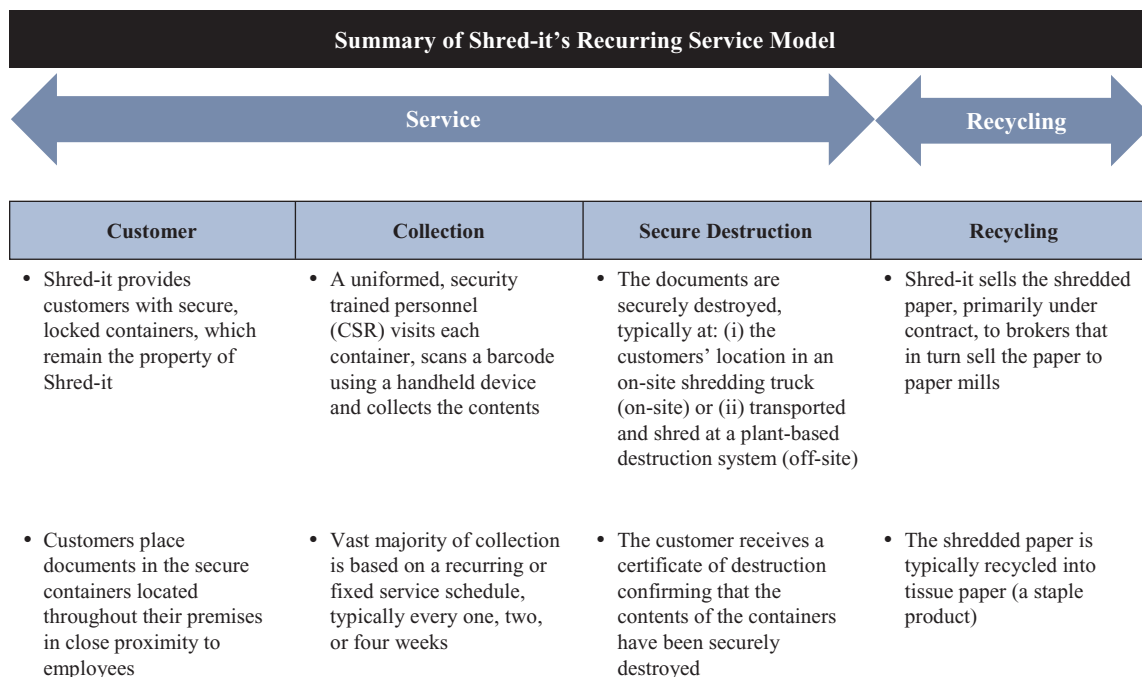 Summary of Shred-it's Recurring Service Model
Service
Recycling
Customer
Collection
Secure Destruction
Recycling
• Shred-it provides
customers with secure,
locked containers, which
remain the property of
Shred-it
• A uniformed, security
trained personnel
(CSR) visits each
container, scans a barcode
using a handheld device
and collects the contents
• The documents are
securely destroyed,
typically at: (i) the
customers' location in an
on-site shredding truck
(on-site) or (ii) transported
and shred at a plant-based
destruction system (off-site)
• Shred-it sells the shredded
paper, primarily under
contract, to brokers that
in turn sell the paper to
paper mills
• Customers place
documents in the secure
containers located
throughout their premises
in close proximity to
employees
• Vast majority of collection
is based on a recurring or
fixed service schedule,
typically every one, two,
or four weeks
• The customer receives a
certificate of destruction
confirming that the
contents of the containers
have been securely
destroyed
• The shredded paper is
typically recycled into
tissue paper (a staple
product)